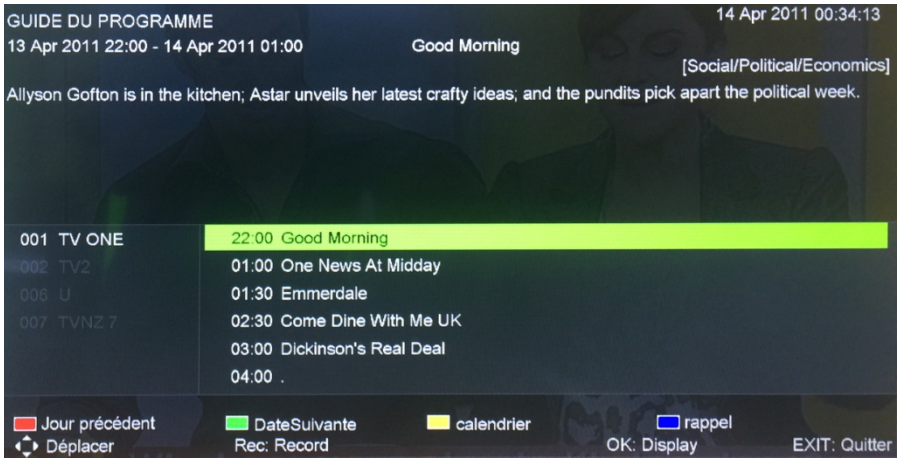 GUIDE DU PROGRAMME
14 Apr 2011 00:34:13
13 Apr 2011 22:00 - 14 Apr 2011 01:00 Good Morning
[Social/Political/Economics]
Allyson Gofton is in the kitchen; Astar unveils her latest crafty ideas; and the pundits pick apart the political week.
001 TV ONE 22:00 Good Morning
002 TV2 01:00 One News At Midday
006 U 01:30 Emmerdale
007 TVNZ 7 02:30 Come Dine With Me UK
03:00 Dickinson's Real Deal
04:00 .
Jour précédent DateSuivante calendrier rappel
Déplacer Rec: Record OK: Display EXIT: Quitter